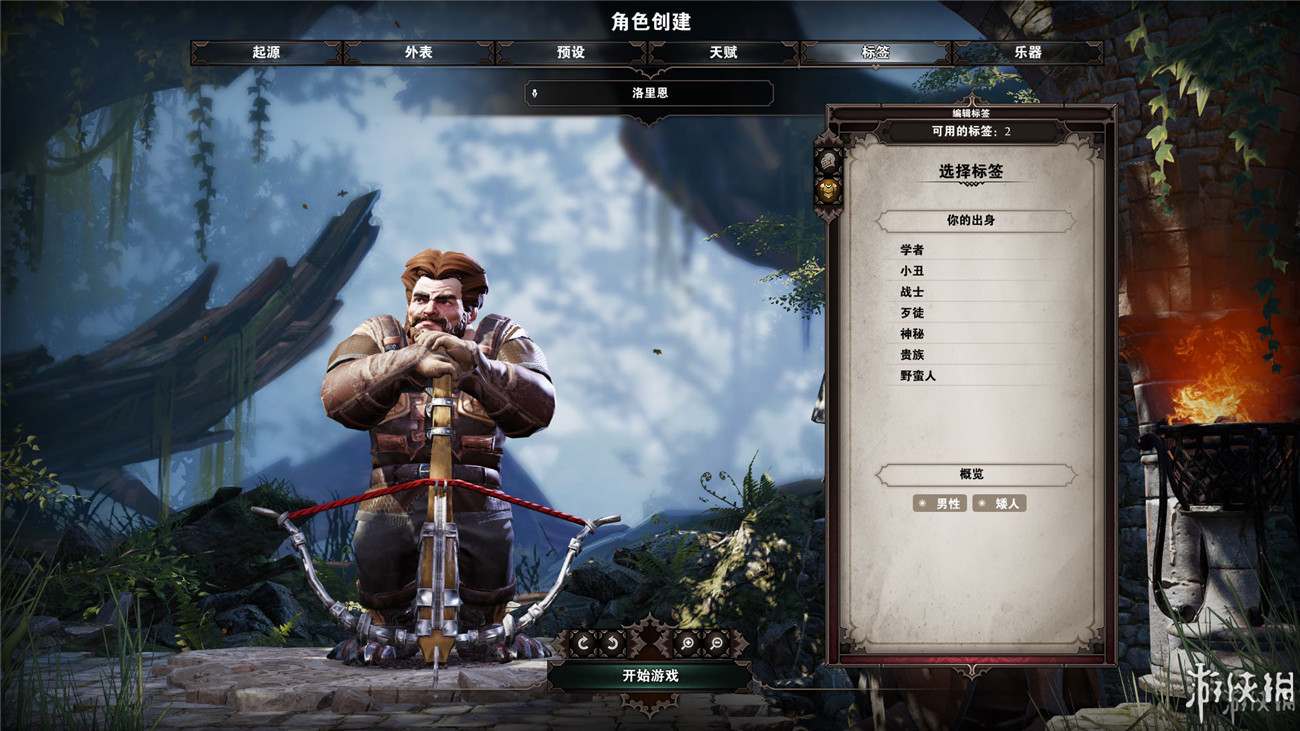 角色创建
起源
外表
预设
天赋
标签
乐器
洛里恩
编辑标签
可用的标签：2
选择标签
你的出身
学者
小丑
战士
歹徒
神秘
贵族
野蛮人
概览
男性
矮人
开始游戏
游侠网